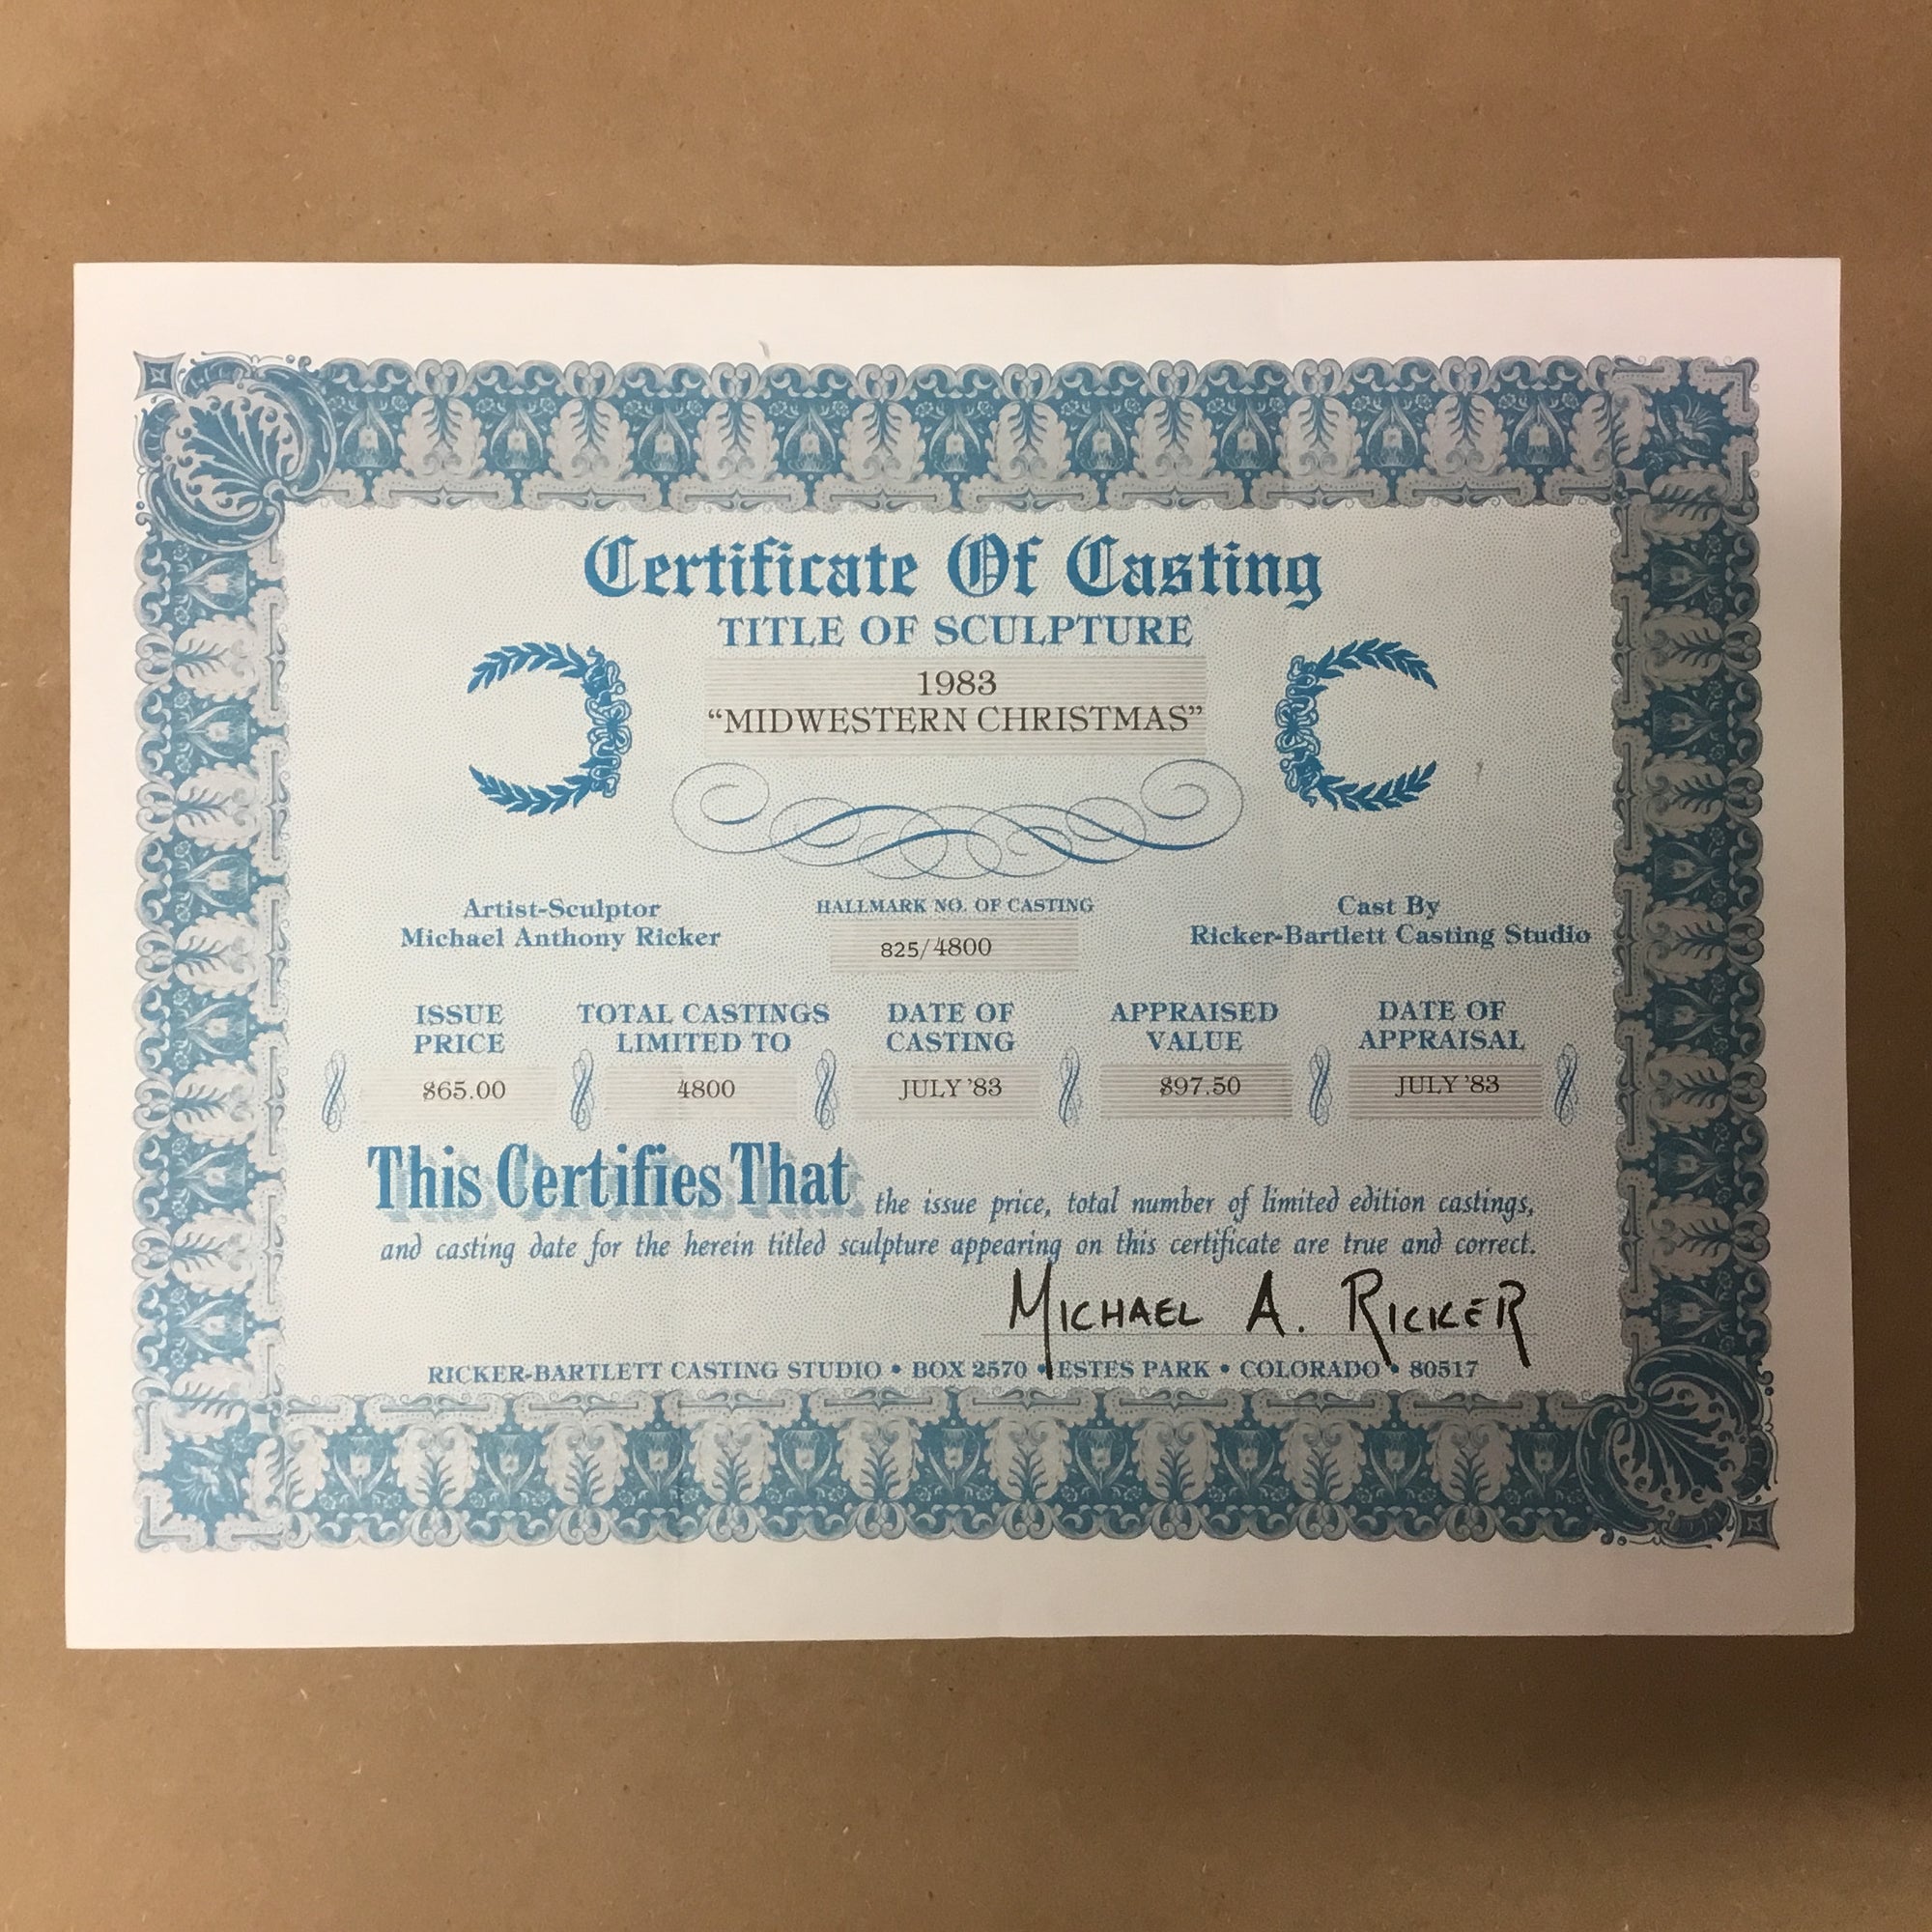 Certificate Of Casting
TITLE OF SCULPTURE
1983
“MIDWESTERN CHRISTMAS”
Artist-Sculptor
Michael Anthony Ricker
HALLMARK NO. OF CASTING
825/4800
Cast By
Ricker-Bartlett Casting Studio
ISSUE
PRICE
$65.00
TOTAL CASTINGS
LIMITED TO
4800
DATE OF
CASTING
JULY ’83
APPRAISED
VALUE
$97.50
DATE OF
APPRAISAL
JULY ’83
This Certifies That the issue price, total number of limited edition castings,
and casting date for the herein titled sculpture appearing on this certificate are true and correct.
MICHAEL A. RICKER
RICKER-BARTLETT CASTING STUDIO • BOX 2570 • ESTES PARK • COLORADO • 80517